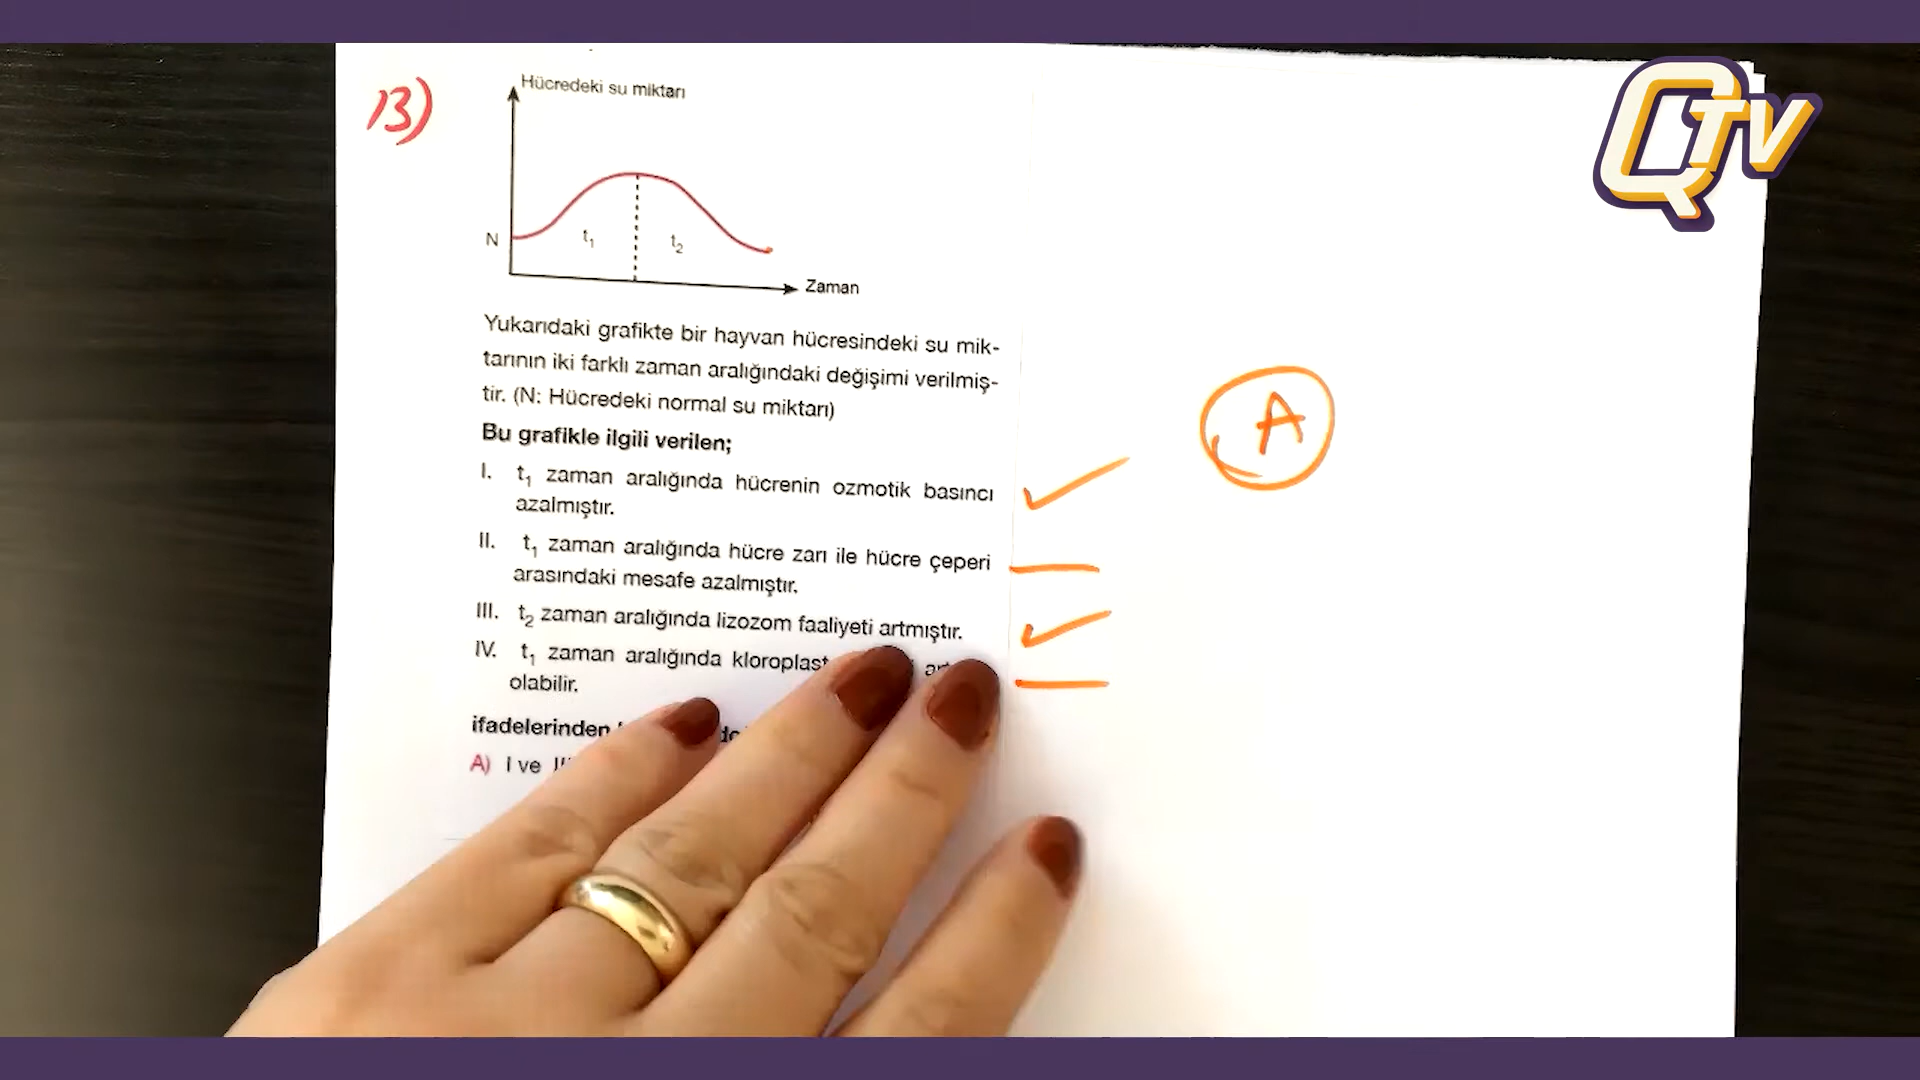 13)
Hücredeki su miktarı
N
t1
t2
Zaman
Yukarıdaki grafikte bir hayvan hücresindeki su mik-
tarının iki farklı zaman aralığındaki değişimi verilmiş-
tir. (N: Hücredeki normal su miktarı)
Bu grafikle ilgili verilen;
I. t1 zaman aralığında hücrenin ozmotik basıncı
azalmıştır.
II. t1 zaman aralığında hücre zarı ile hücre çeperi
arasındaki mesafe azalmıştır.
III. t2 zaman aralığında lizozom faaliyeti artmıştır.
IV. t1 zaman aralığında kloroplast
olabilir.
ifadelerinden
A) I ve
A
QTV